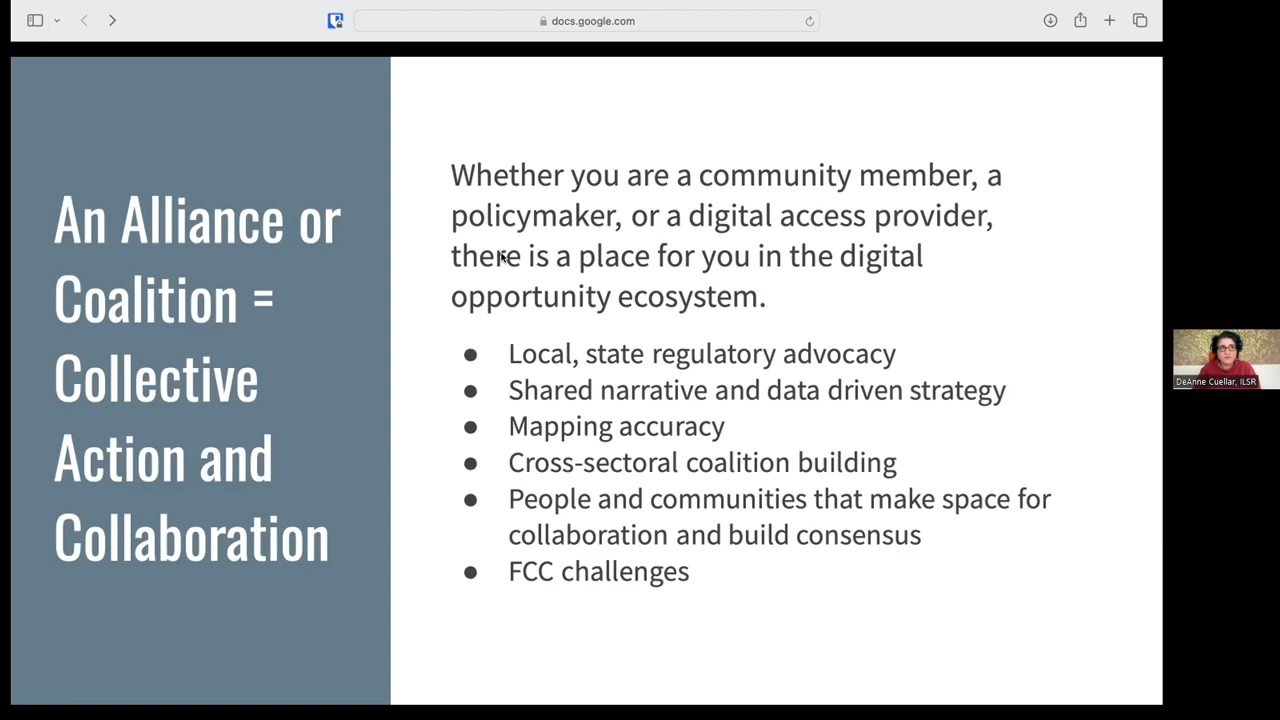 docs.google.com
An Alliance or
Coalition =
Collective
Action and
Collaboration
Whether you are a community member, a
policymaker, or a digital access provider,
there is a place for you in the digital
opportunity ecosystem.
● Local, state regulatory advocacy
● Shared narrative and data driven strategy
● Mapping accuracy
● Cross-sectoral coalition building
● People and communities that make space for
collaboration and build consensus
● FCC challenges
DeAnne Cuellar, ILSR